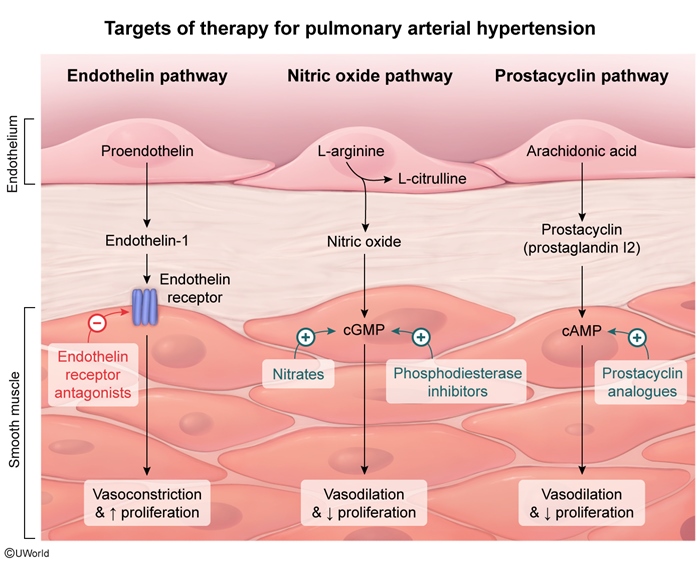 Targets of therapy for pulmonary arterial hypertension
Endothelin pathway
Nitric oxide pathway
Prostacyclin pathway
Endothelium
Proendothelin
L-arginine
L-citrulline
Arachidonic acid
Endothelin-1
Nitric oxide
Prostacyclin
(prostaglandin I2)
Endothelin
receptor
Smooth muscle
−
Endothelin
receptor
antagonists
+
cGMP
+
Nitrates
Phosphodiesterase
inhibitors
cAMP
+
Prostacyclin
analogues
Vasoconstriction
& ↑ proliferation
Vasodilation
& ↓ proliferation
Vasodilation
& ↓ proliferation
©UWorld